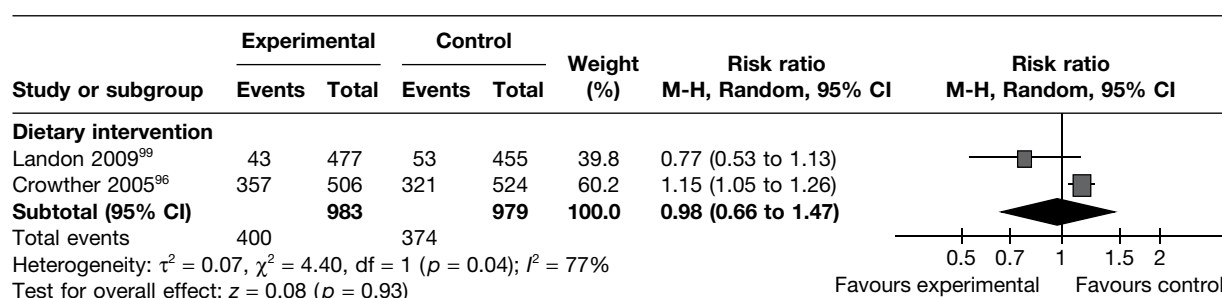 Experimental Control
Study or subgroup Events Total Events Total Weight (%) Risk ratio M-H, Random, 95% CI Risk ratio M-H, Random, 95% CI
Dietary intervention
Landon 2009⁹⁹ 43 477 53 455 39.8 0.77 (0.53 to 1.13)
Crowther 2005⁹⁶ 357 506 321 524 60.2 1.15 (1.05 to 1.26)
Subtotal (95% CI) 983 979 100.0 0.98 (0.66 to 1.47)
Total events 400 374
Heterogeneity: τ² = 0.07, χ² = 4.40, df = 1 (p = 0.04); I² = 77%
Test for overall effect: z = 0.08 (p = 0.93)
0.5 0.7 1 1.5 2
Favours experimental Favours control